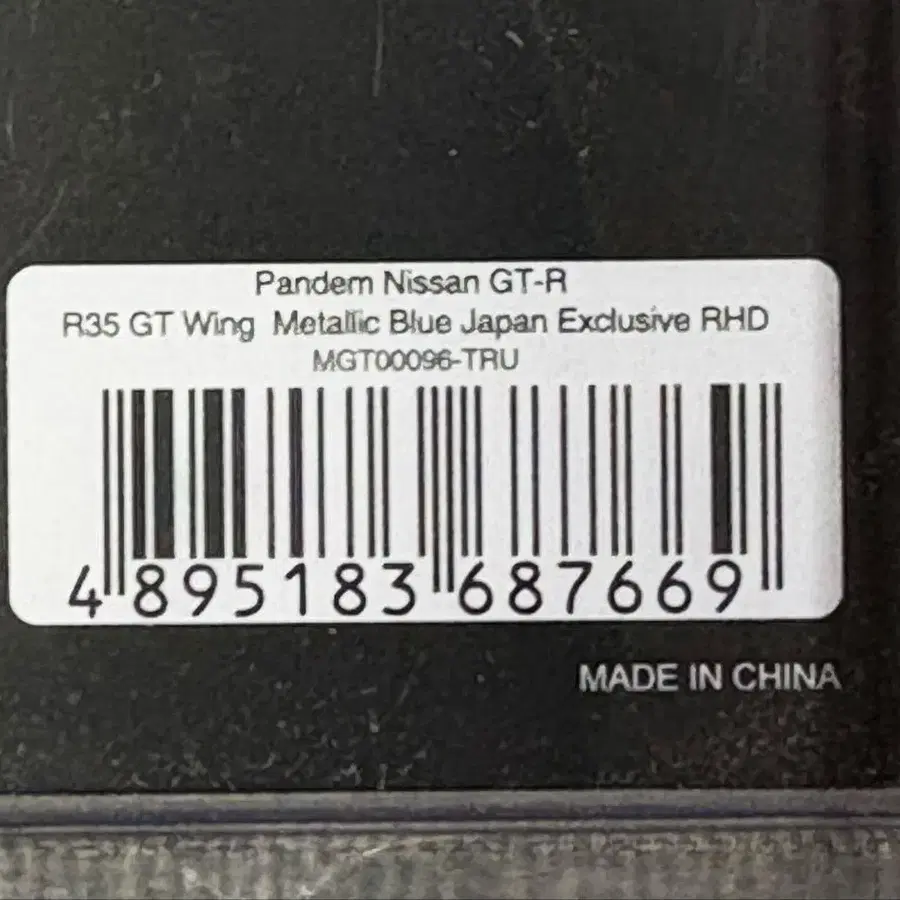 Pandem Nissan GT-R
R35 GT Wing Metallic Blue Japan Exclusive RHD
MGT00096-TRU
4 895183 687669
MADE IN CHINA